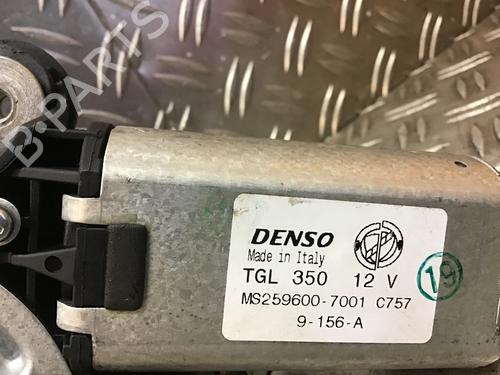 B-PARTS
DENSO
Made in Italy
TGL 350 12 V
MS259600-7001 C757
9-156-A
19